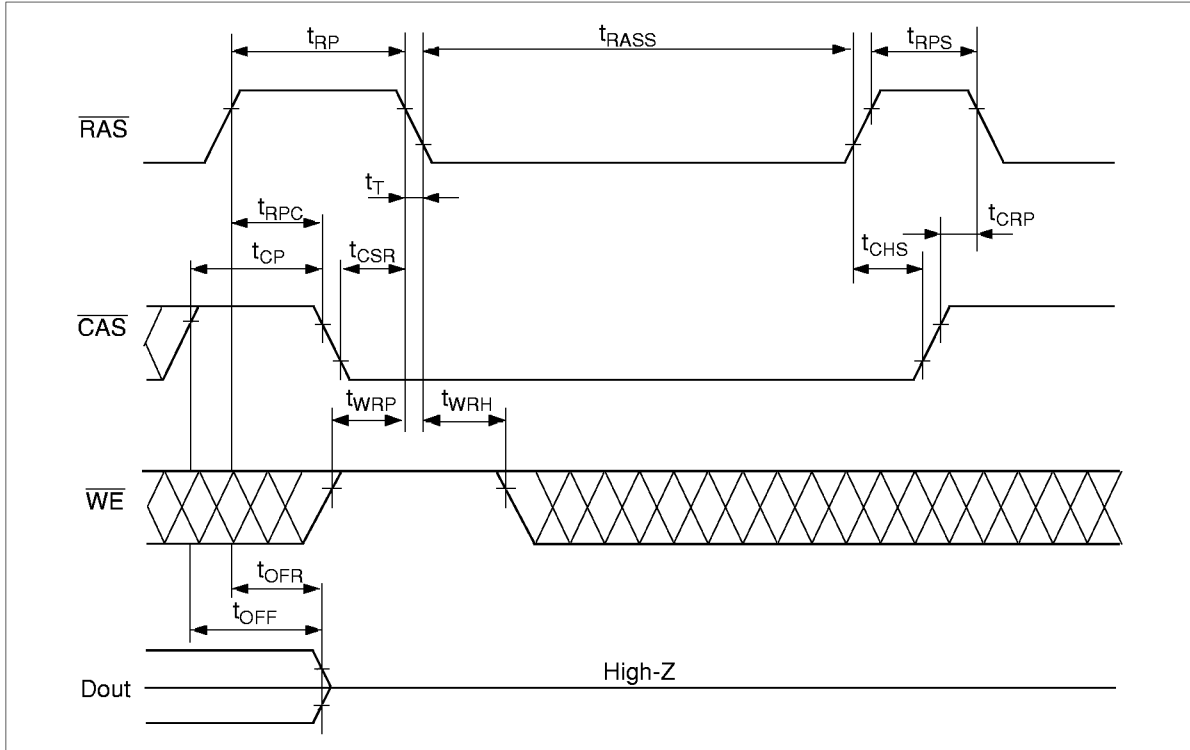 tRP
tRASS
tRPS
RAS
tT
tRPC
tCRP
tCP
tCSR
tCHS
CAS
tWRP
tWRH
WE
tOFR
tOFF
High-Z
Dout